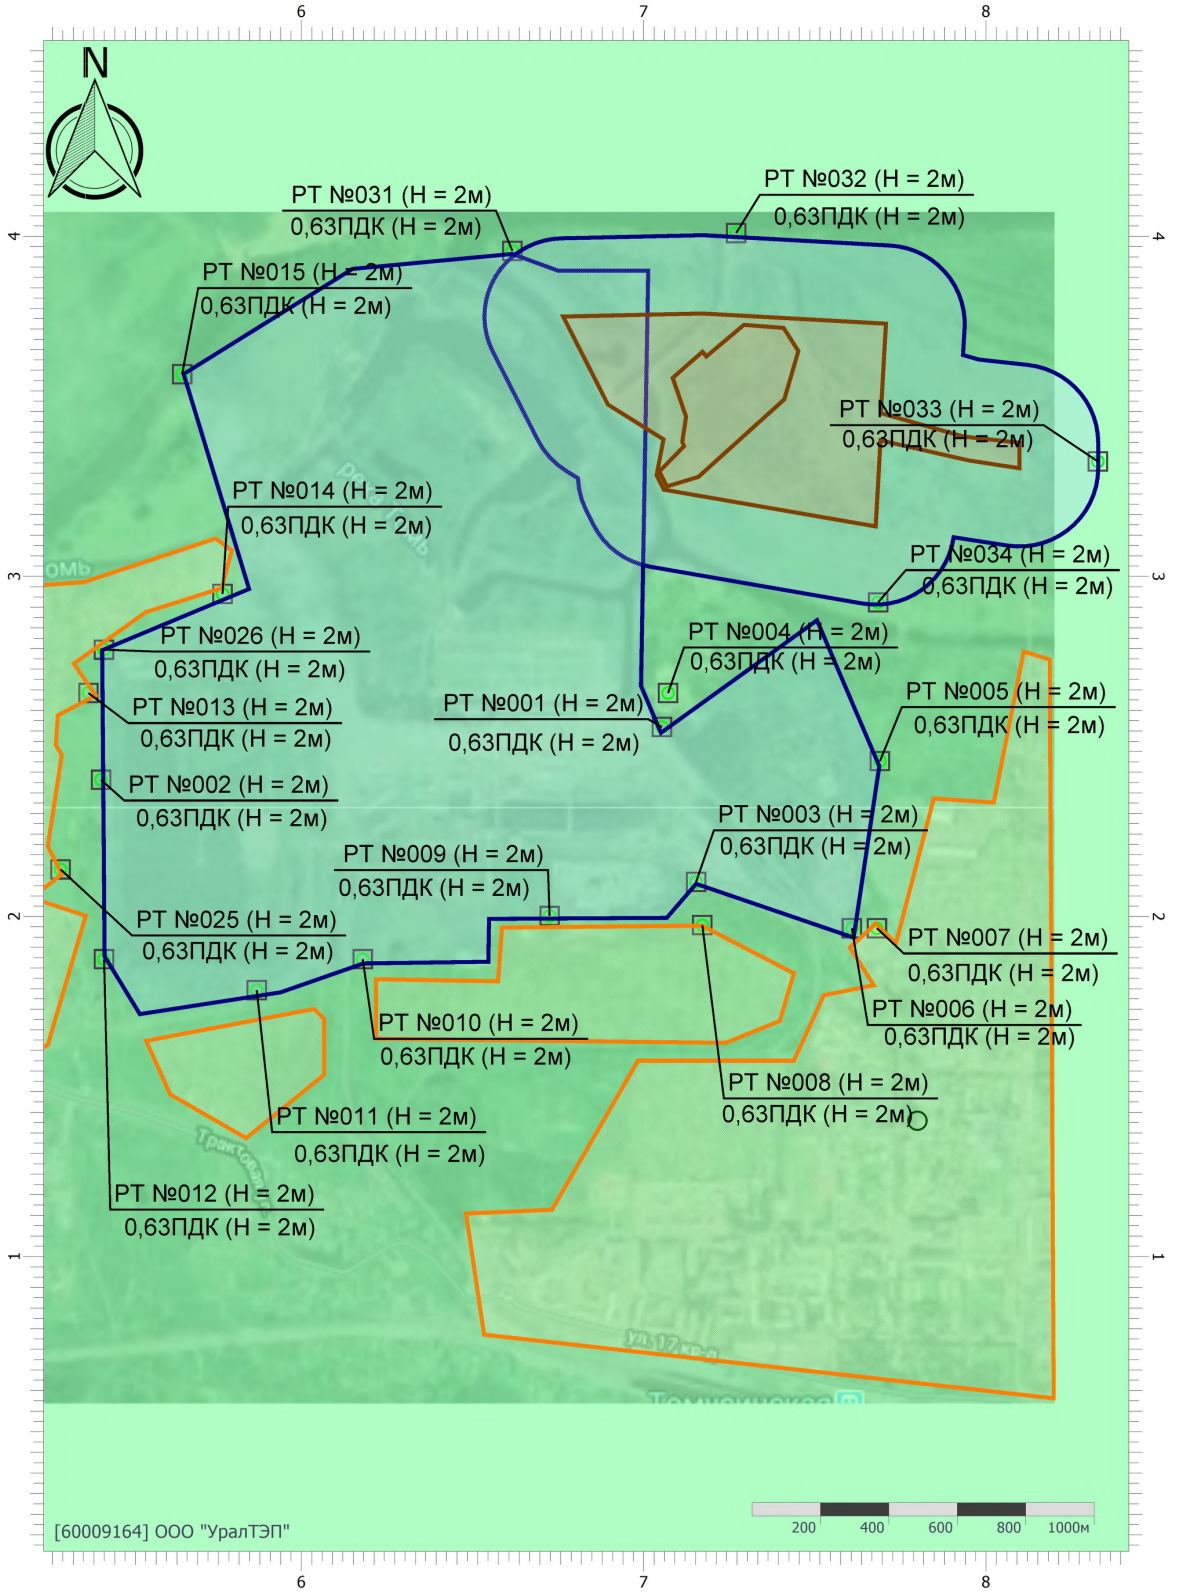 6 7 8
N
РТ №032 (Н = 2м)
0,63ПДК (Н = 2м)
РТ №031 (Н = 2м)
0,63ПДК (Н = 2м)
4 4
РТ №015 (Н = 2м)
0,63ПДК (Н = 2м)
РТ №033 (Н = 2м)
0,63ПДК (Н = 2м)
РТ №014 (Н = 2м)
0,63ПДК (Н = 2м)
РТ №034 (Н = 2м)
0,63ПДК (Н = 2м)
3 3
омь
РТ №026 (Н = 2м)
0,63ПДК (Н = 2м)
РТ №004 (Н = 2м)
0,63ПДК (Н = 2м)
РТ №013 (Н = 2м)
0,63ПДК (Н = 2м)
РТ №001 (Н = 2м)
0,63ПДК (Н = 2м)
РТ №005 (Н = 2м)
0,63ПДК (Н = 2м)
РТ №002 (Н = 2м)
0,63ПДК (Н = 2м)
РТ №003 (Н = 2м)
0,63ПДК (Н = 2м)
РТ №009 (Н = 2м)
0,63ПДК (Н = 2м)
2 2
РТ №025 (Н = 2м)
0,63ПДК (Н = 2м)
РТ №007 (Н = 2м)
0,63ПДК (Н = 2м)
РТ №006 (Н = 2м)
0,63ПДК (Н = 2м)
РТ №010 (Н = 2м)
0,63ПДК (Н = 2м)
РТ №008 (Н = 2м)
0,63ПДК (Н = 2м)
РТ №011 (Н = 2м)
0,63ПДК (Н = 2м)
РТ №012 (Н = 2м)
0,63ПДК (Н = 2м)
1 1
ул. 17 кв-л
Томусинская
[60009164] ООО "УралТЭП"
200 400 600 800 1000м
6 7 8